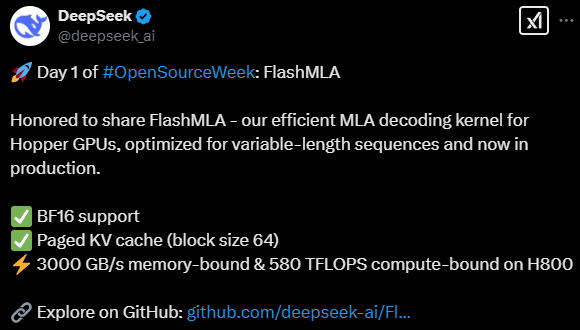 DeepSeek
@deepseek_ai
🚀 Day 1 of #OpenSourceWeek: FlashMLA
Honored to share FlashMLA - our efficient MLA decoding kernel for
Hopper GPUs, optimized for variable-length sequences and now in
production.
✅ BF16 support
✅ Paged KV cache (block size 64)
⚡ 3000 GB/s memory-bound & 580 TFLOPS compute-bound on H800
🔗 Explore on GitHub: github.com/deepseek-ai/Fl...